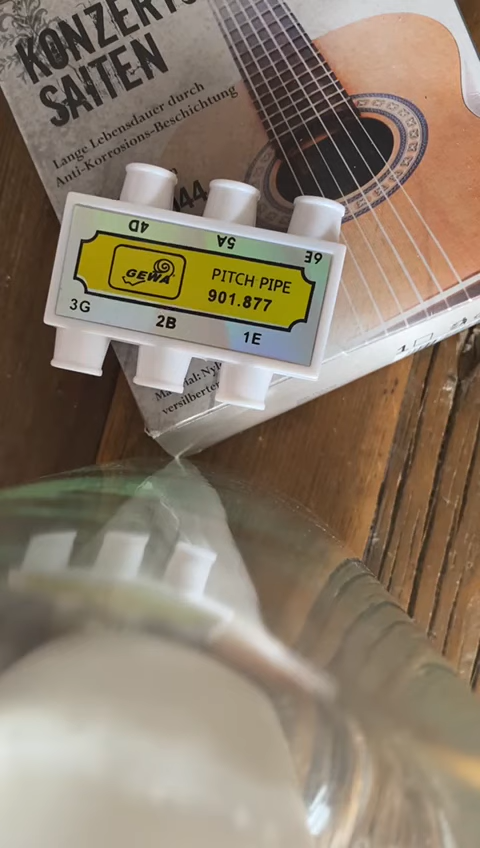 KONZERT
SAITEN
Lange Lebensdauer durch
Anti-Korrosions-Beschichtung
4D 5A 6E
GEWA
PITCH PIPE
901.877
3G 2B 1E
versilberter